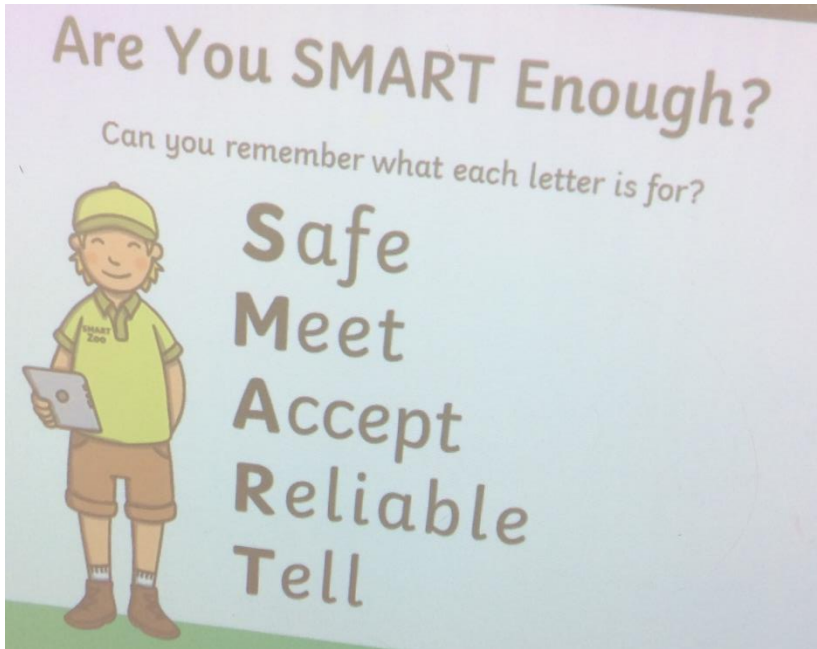 Are You SMART Enough?
Can you remember what each letter is for?
Safe
Meet
Accept
Reliable
Tell
SMART
Zoo